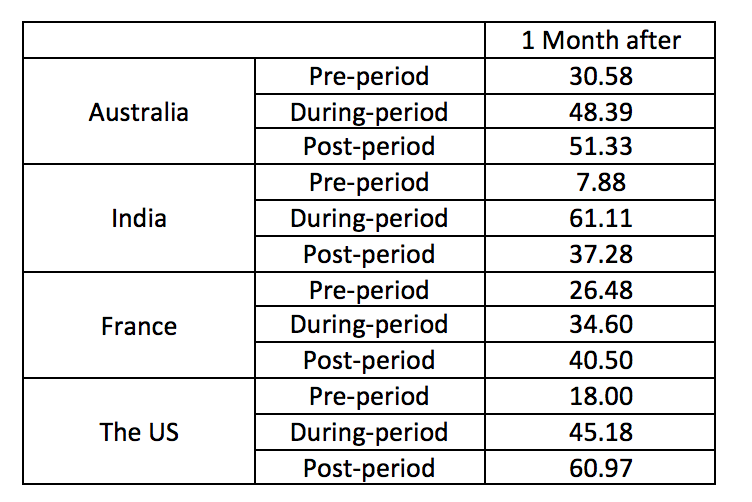 1 Month after
Australia
Pre-period 30.58
During-period 48.39
Post-period 51.33
India
Pre-period 7.88
During-period 61.11
Post-period 37.28
France
Pre-period 26.48
During-period 34.60
Post-period 40.50
The US
Pre-period 18.00
During-period 45.18
Post-period 60.97